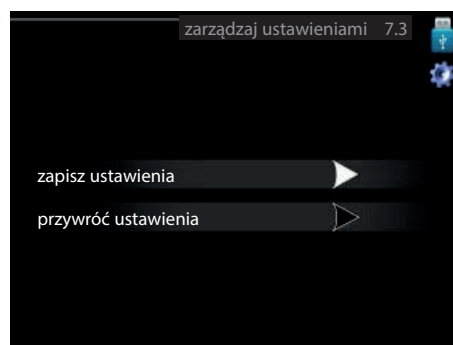 zarządzaj ustawieniami 7.3
zapisz ustawienia
przywróć ustawienia